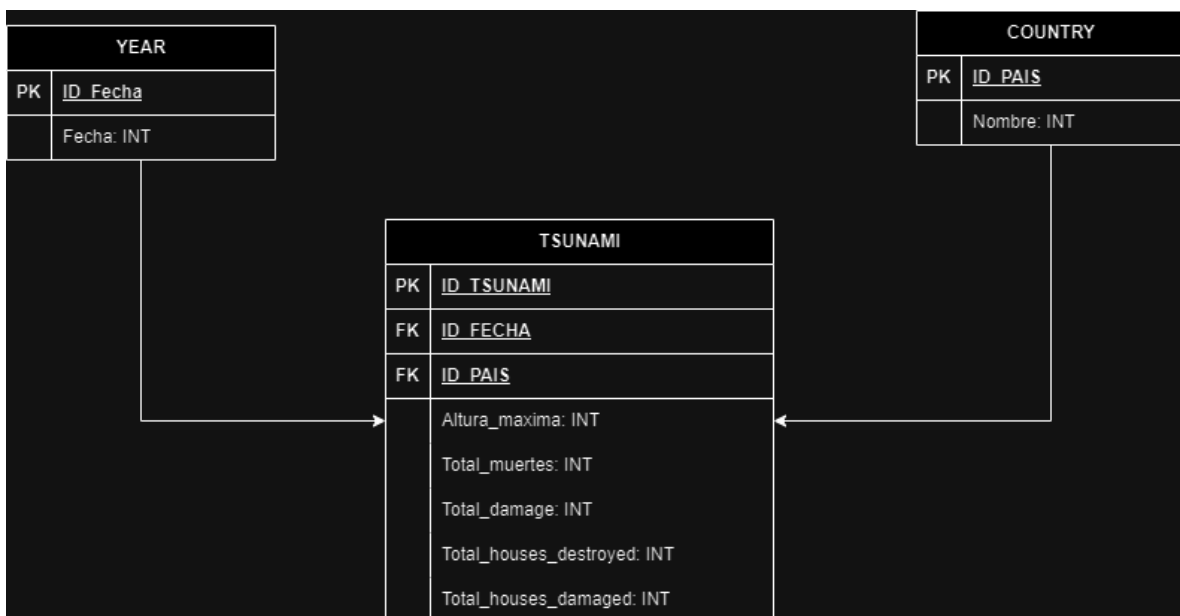 YEAR
PK ID_Fecha
Fecha: INT
COUNTRY
PK ID_PAIS
Nombre: INT
TSUNAMI
PK ID_TSUNAMI
FK ID_FECHA
FK ID_PAIS
Altura_maxima: INT
Total_muertes: INT
Total_damage: INT
Total_houses_destroyed: INT
Total_houses_damaged: INT